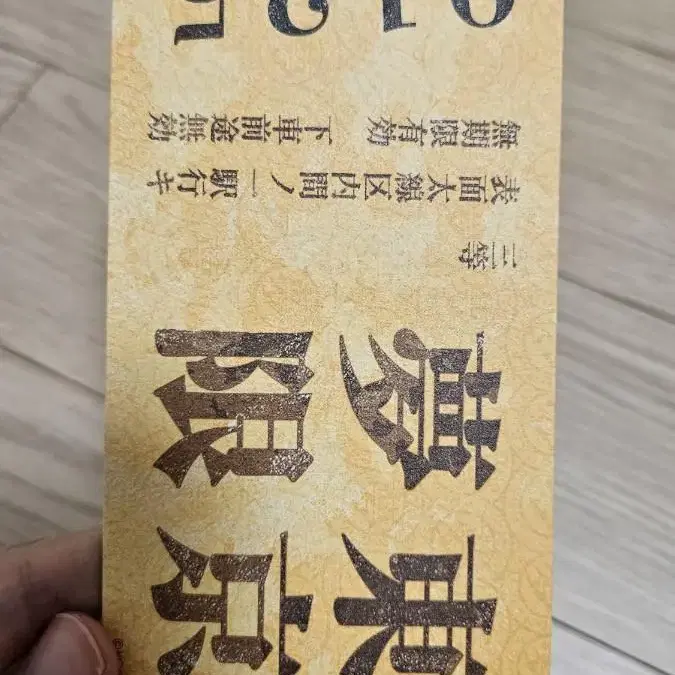 東京
夢限
三等
表面太線区内間ノ一駅行キ
無期限有効 下車前途無効